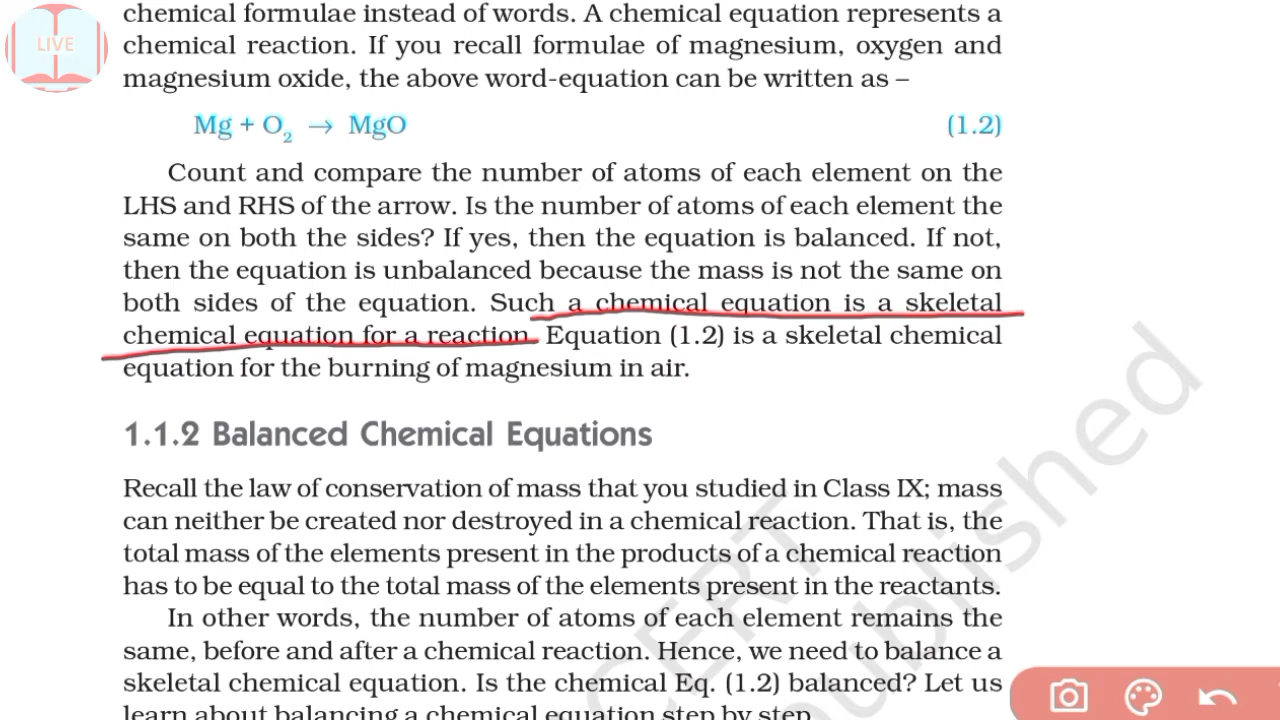 LIVE
chemical formulae instead of words. A chemical equation represents a
chemical reaction. If you recall formulae of magnesium, oxygen and
magnesium oxide, the above word-equation can be written as –
Mg + O₂ → MgO (1.2)
Count and compare the number of atoms of each element on the
LHS and RHS of the arrow. Is the number of atoms of each element the
same on both the sides? If yes, then the equation is balanced. If not,
then the equation is unbalanced because the mass is not the same on
both sides of the equation. Such a chemical equation is a skeletal
chemical equation for a reaction. Equation (1.2) is a skeletal chemical
equation for the burning of magnesium in air.
1.1.2 Balanced Chemical Equations
Recall the law of conservation of mass that you studied in Class IX; mass
can neither be created nor destroyed in a chemical reaction. That is, the
total mass of the elements present in the products of a chemical reaction
has to be equal to the total mass of the elements present in the reactants.
In other words, the number of atoms of each element remains the
same, before and after a chemical reaction. Hence, we need to balance a
skeletal chemical equation. Is the chemical Eq. (1.2) balanced? Let us
learn about balancing a chemical equation step by step.